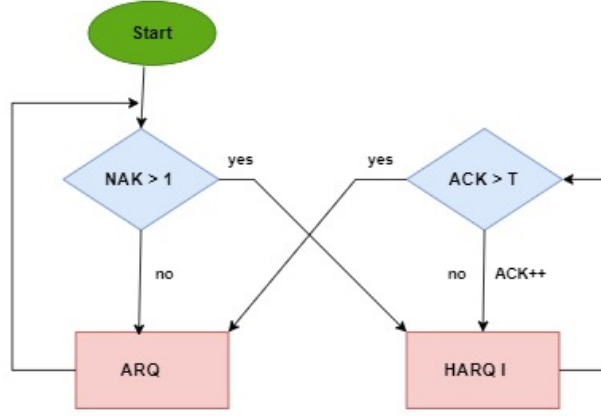 Start
NAK > 1
yes
yes
ACK > T
no
no
ACK++
ARQ
HARQ I